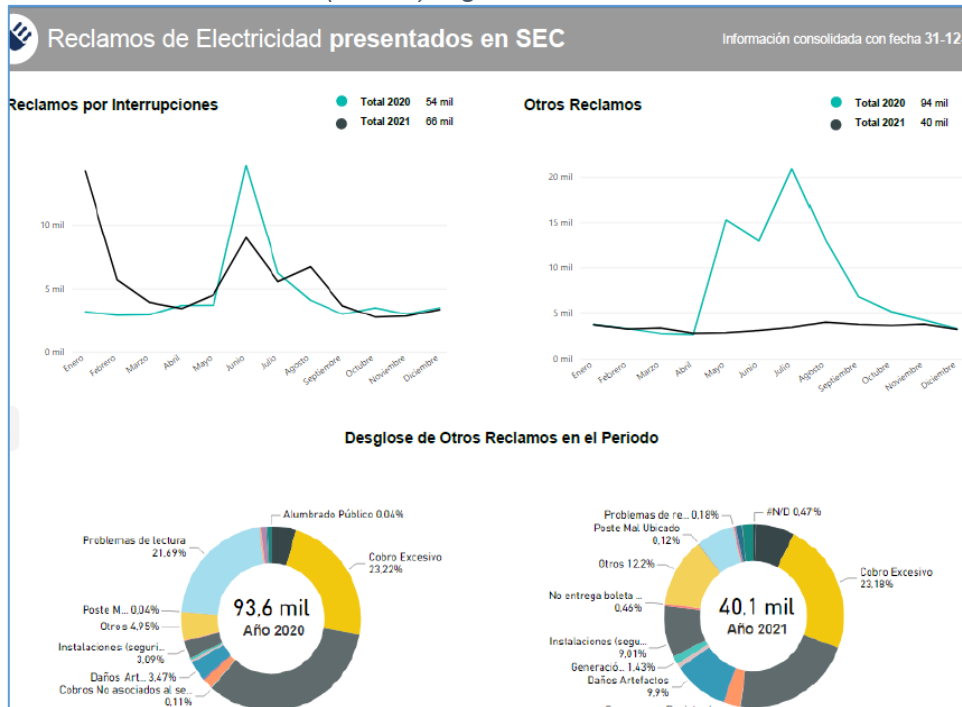 Reclamos de Electricidad presentados en SEC
Información consolidada con fecha 31-12
Reclamos por Interrupciones
Total 2020 54 mil
Total 2021 66 mil
10 mil
5 mil
0 mil
Enero
Febrero
Marzo
Abril
Mayo
Junio
Julio
Agosto
Septiembre
Octubre
Noviembre
Diciembre
Otros Reclamos
Total 2020 94 mil
Total 2021 40 mil
20 mil
15 mil
10 mil
5 mil
0 mil
Enero
Febrero
Marzo
Abril
Mayo
Junio
Julio
Agosto
Septiembre
Octubre
Noviembre
Diciembre
Desglose de Otros Reclamos en el Periodo
Alumbrado Público 0,04%
Problemas de lectura
21,69%
Cobro Excesivo
23,22%
Poste M... 0,04%
Otros 4,95%
Instalaciones (seguri...
3,09%
Daños Art... 3,47%
Cobros No asociados al se...
0,11%
93,6 mil
Año 2020
Problemas de re... 0,18%
#N/D 0,47%
Poste Mal Ubicado
0,12%
Otros 12,2%
Cobro Excesivo
23,18%
No entrega boleta ...
0,46%
Instalaciones (segu...
9,01%
Generació... 1,43%
Daños Artefactos
9,9%
40,1 mil
Año 2021